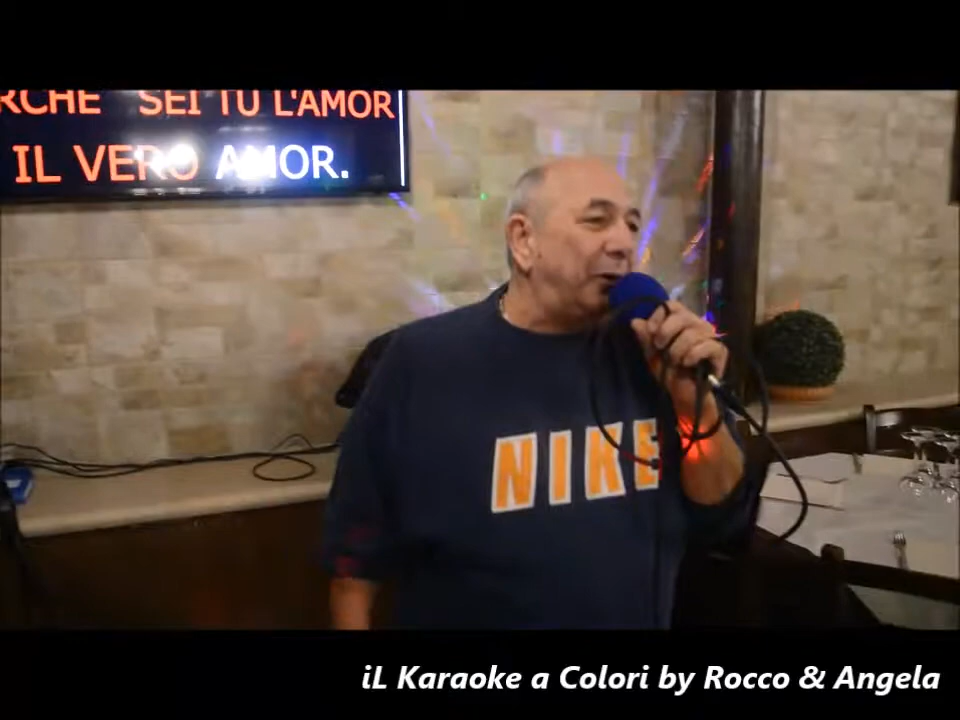 RCHE' SEI TU L'AMOR
IL VERO AMOR.
NIKE
iL Karaoke a Colori by Rocco & Angela